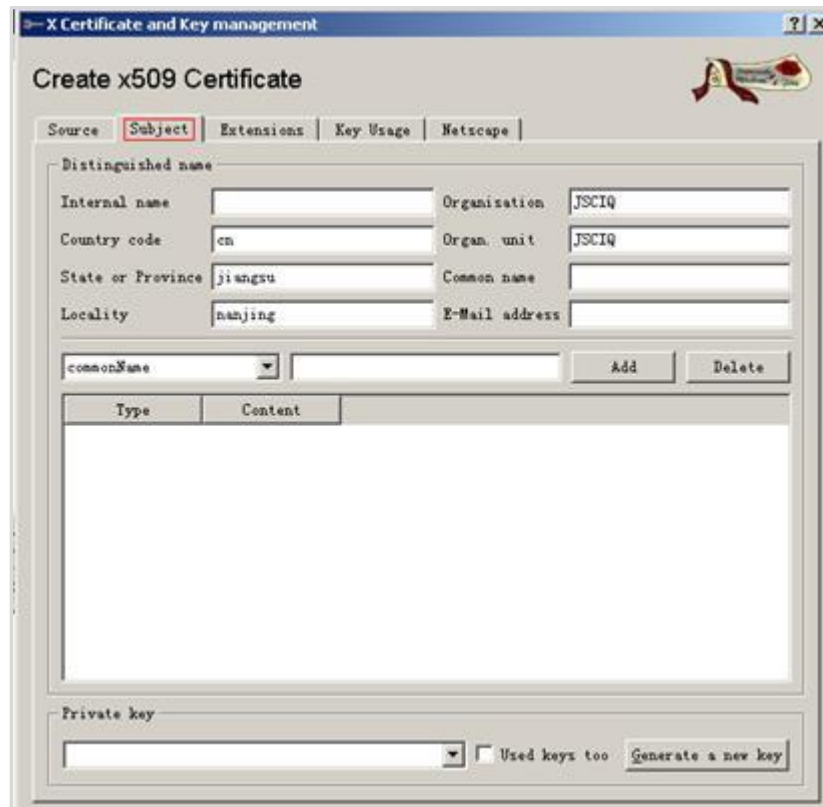 X Certificate and Key management
Create x509 Certificate
Source Subject Extensions Key Usage Netscape
Distinguished name
Internal name Organisation JSCIQ
Country code cn Organ. unit JSCIQ
State or Province jiangsu Common name
Locality nanjing E-Mail address
commonName Add Delete
Type Content
Private key
Used keys too Generate a new key